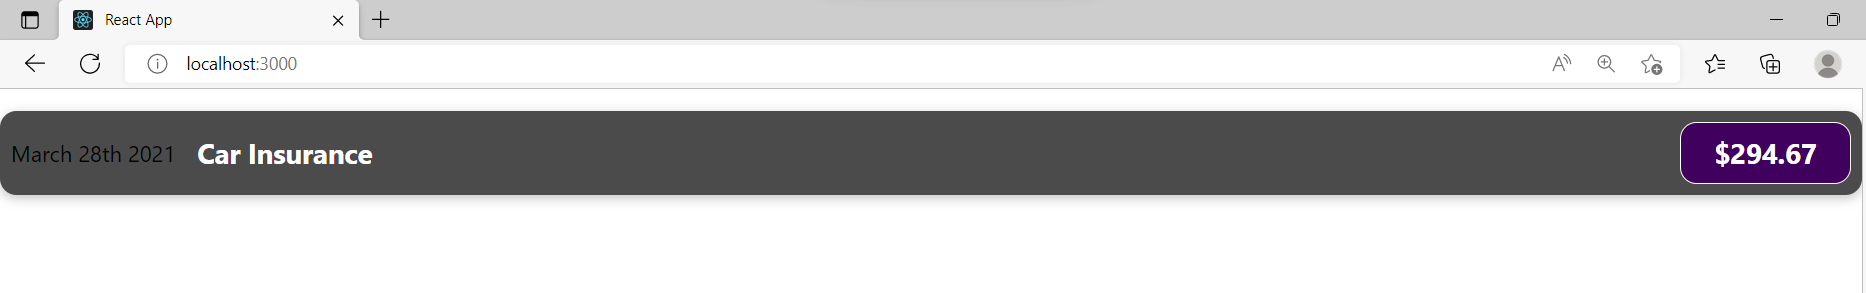 React App
localhost:3000
March 28th 2021 Car Insurance $294.67